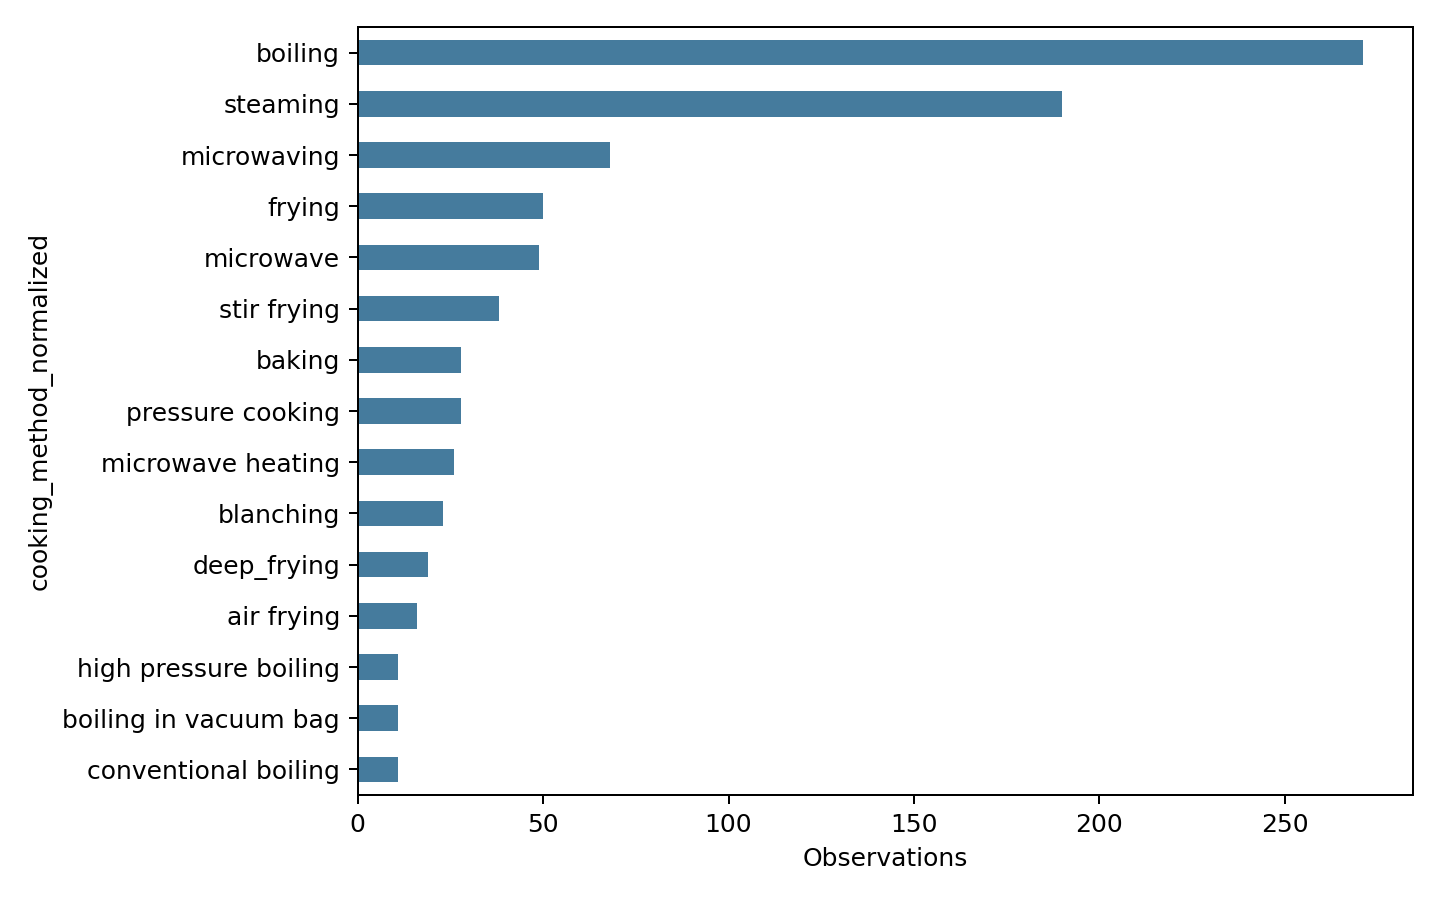 cooking_method_normalized
boiling
steaming
microwaving
frying
microwave
stir frying
baking
pressure cooking
microwave heating
blanching
deep_frying
air frying
high pressure boiling
boiling in vacuum bag
conventional boiling
0 50 100 150 200 250
Observations